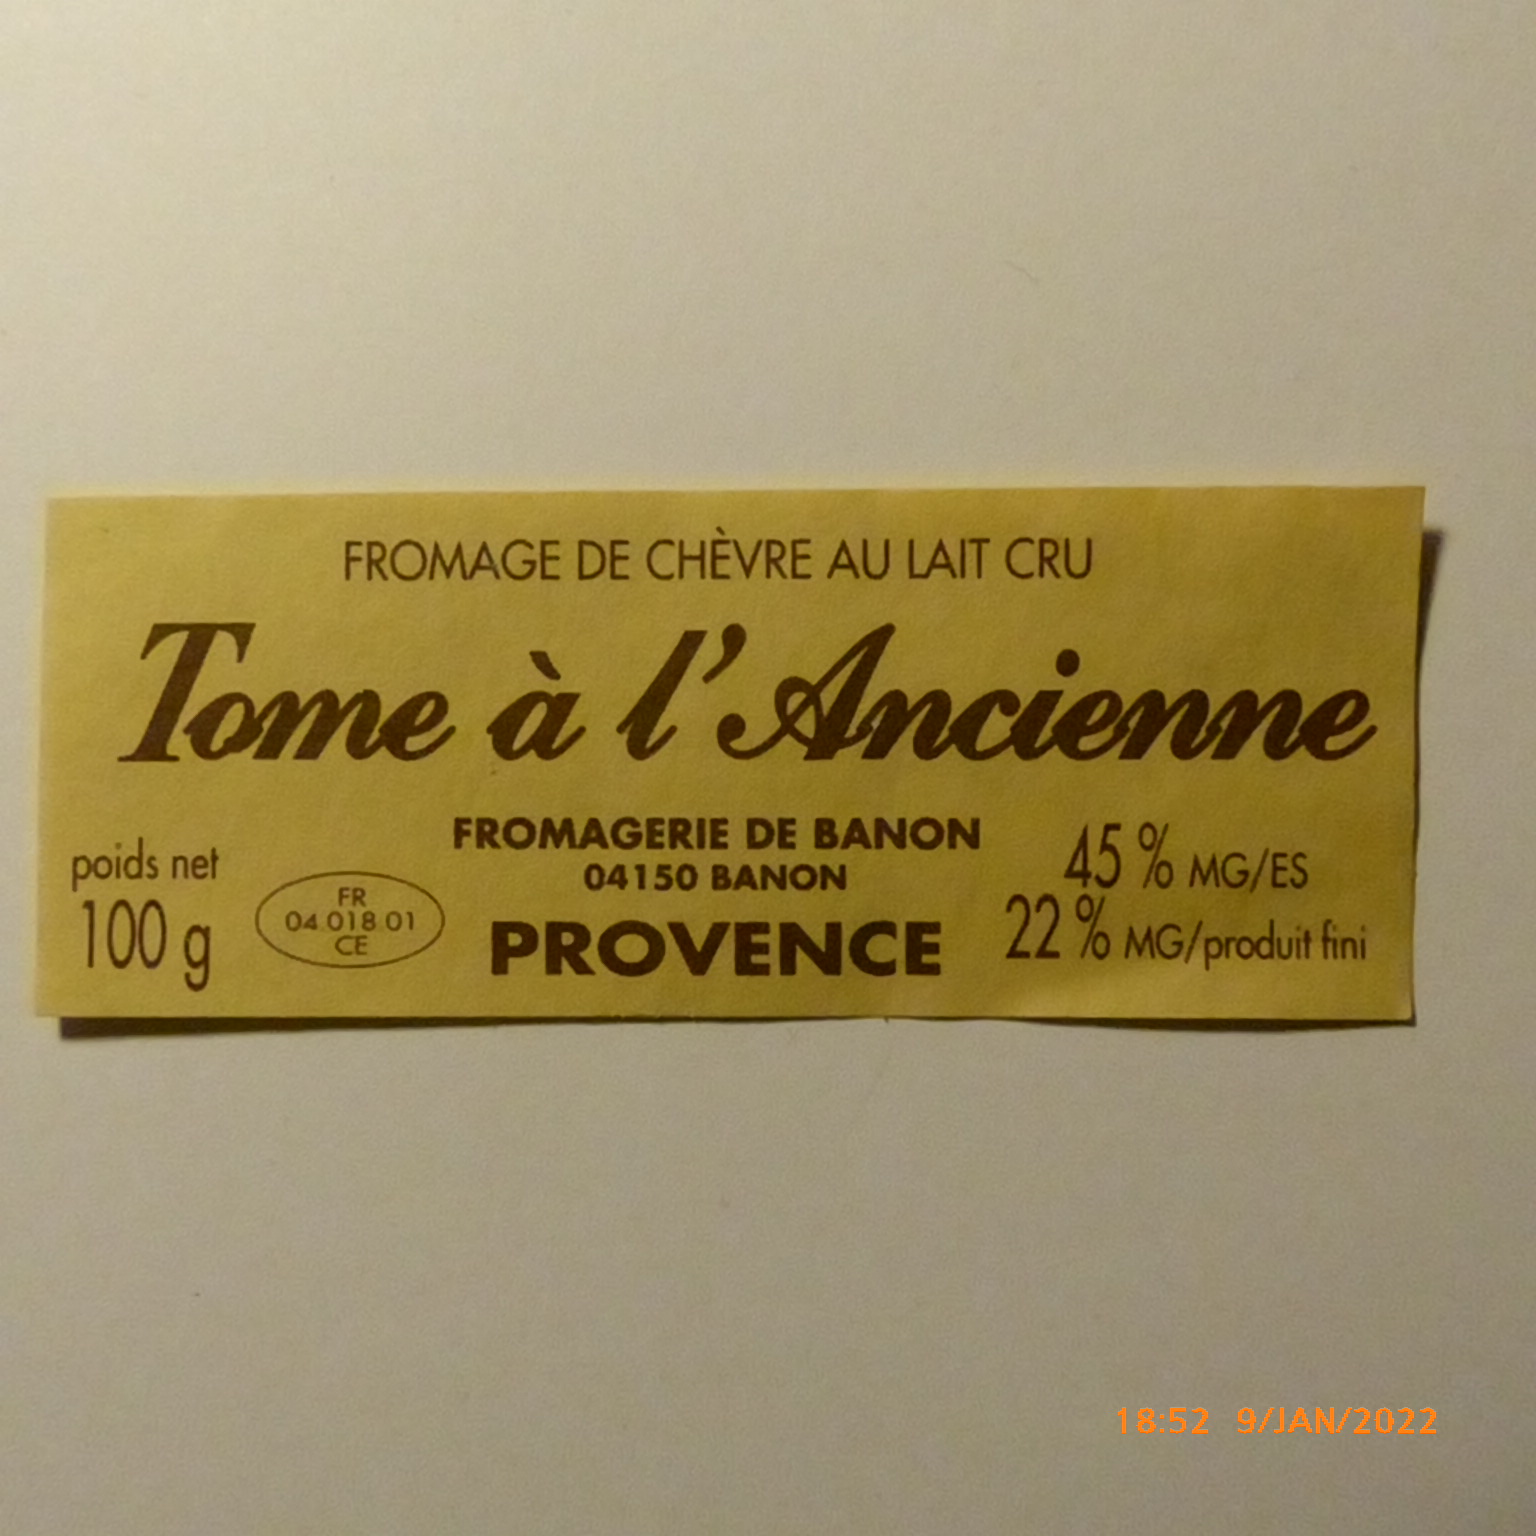 FROMAGE DE CHÈVRE AU LAIT CRU
Tome à l'Ancienne
poids net
100 g
FR
04 018 01
CE
FROMAGERIE DE BANON
04150 BANON
PROVENCE
45 % MG/ES
22 % MG/produit fini
18:52 9/JAN/2022